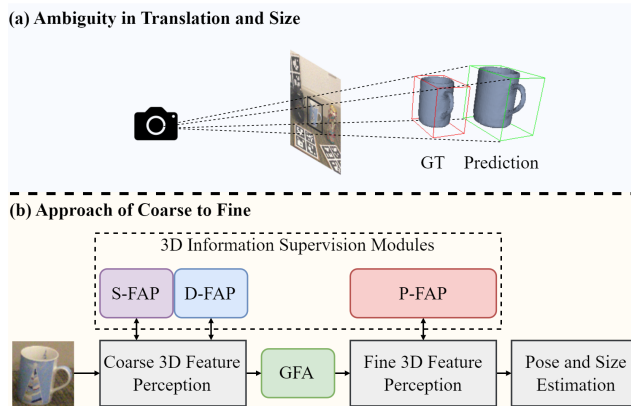 (a) Ambiguity in Translation and Size
GT
Prediction
(b) Approach of Coarse to Fine
3D Information Supervision Modules
S-FAP
D-FAP
P-FAP
Coarse 3D Feature
Perception
GFA
Fine 3D Feature
Perception
Pose and Size
Estimation